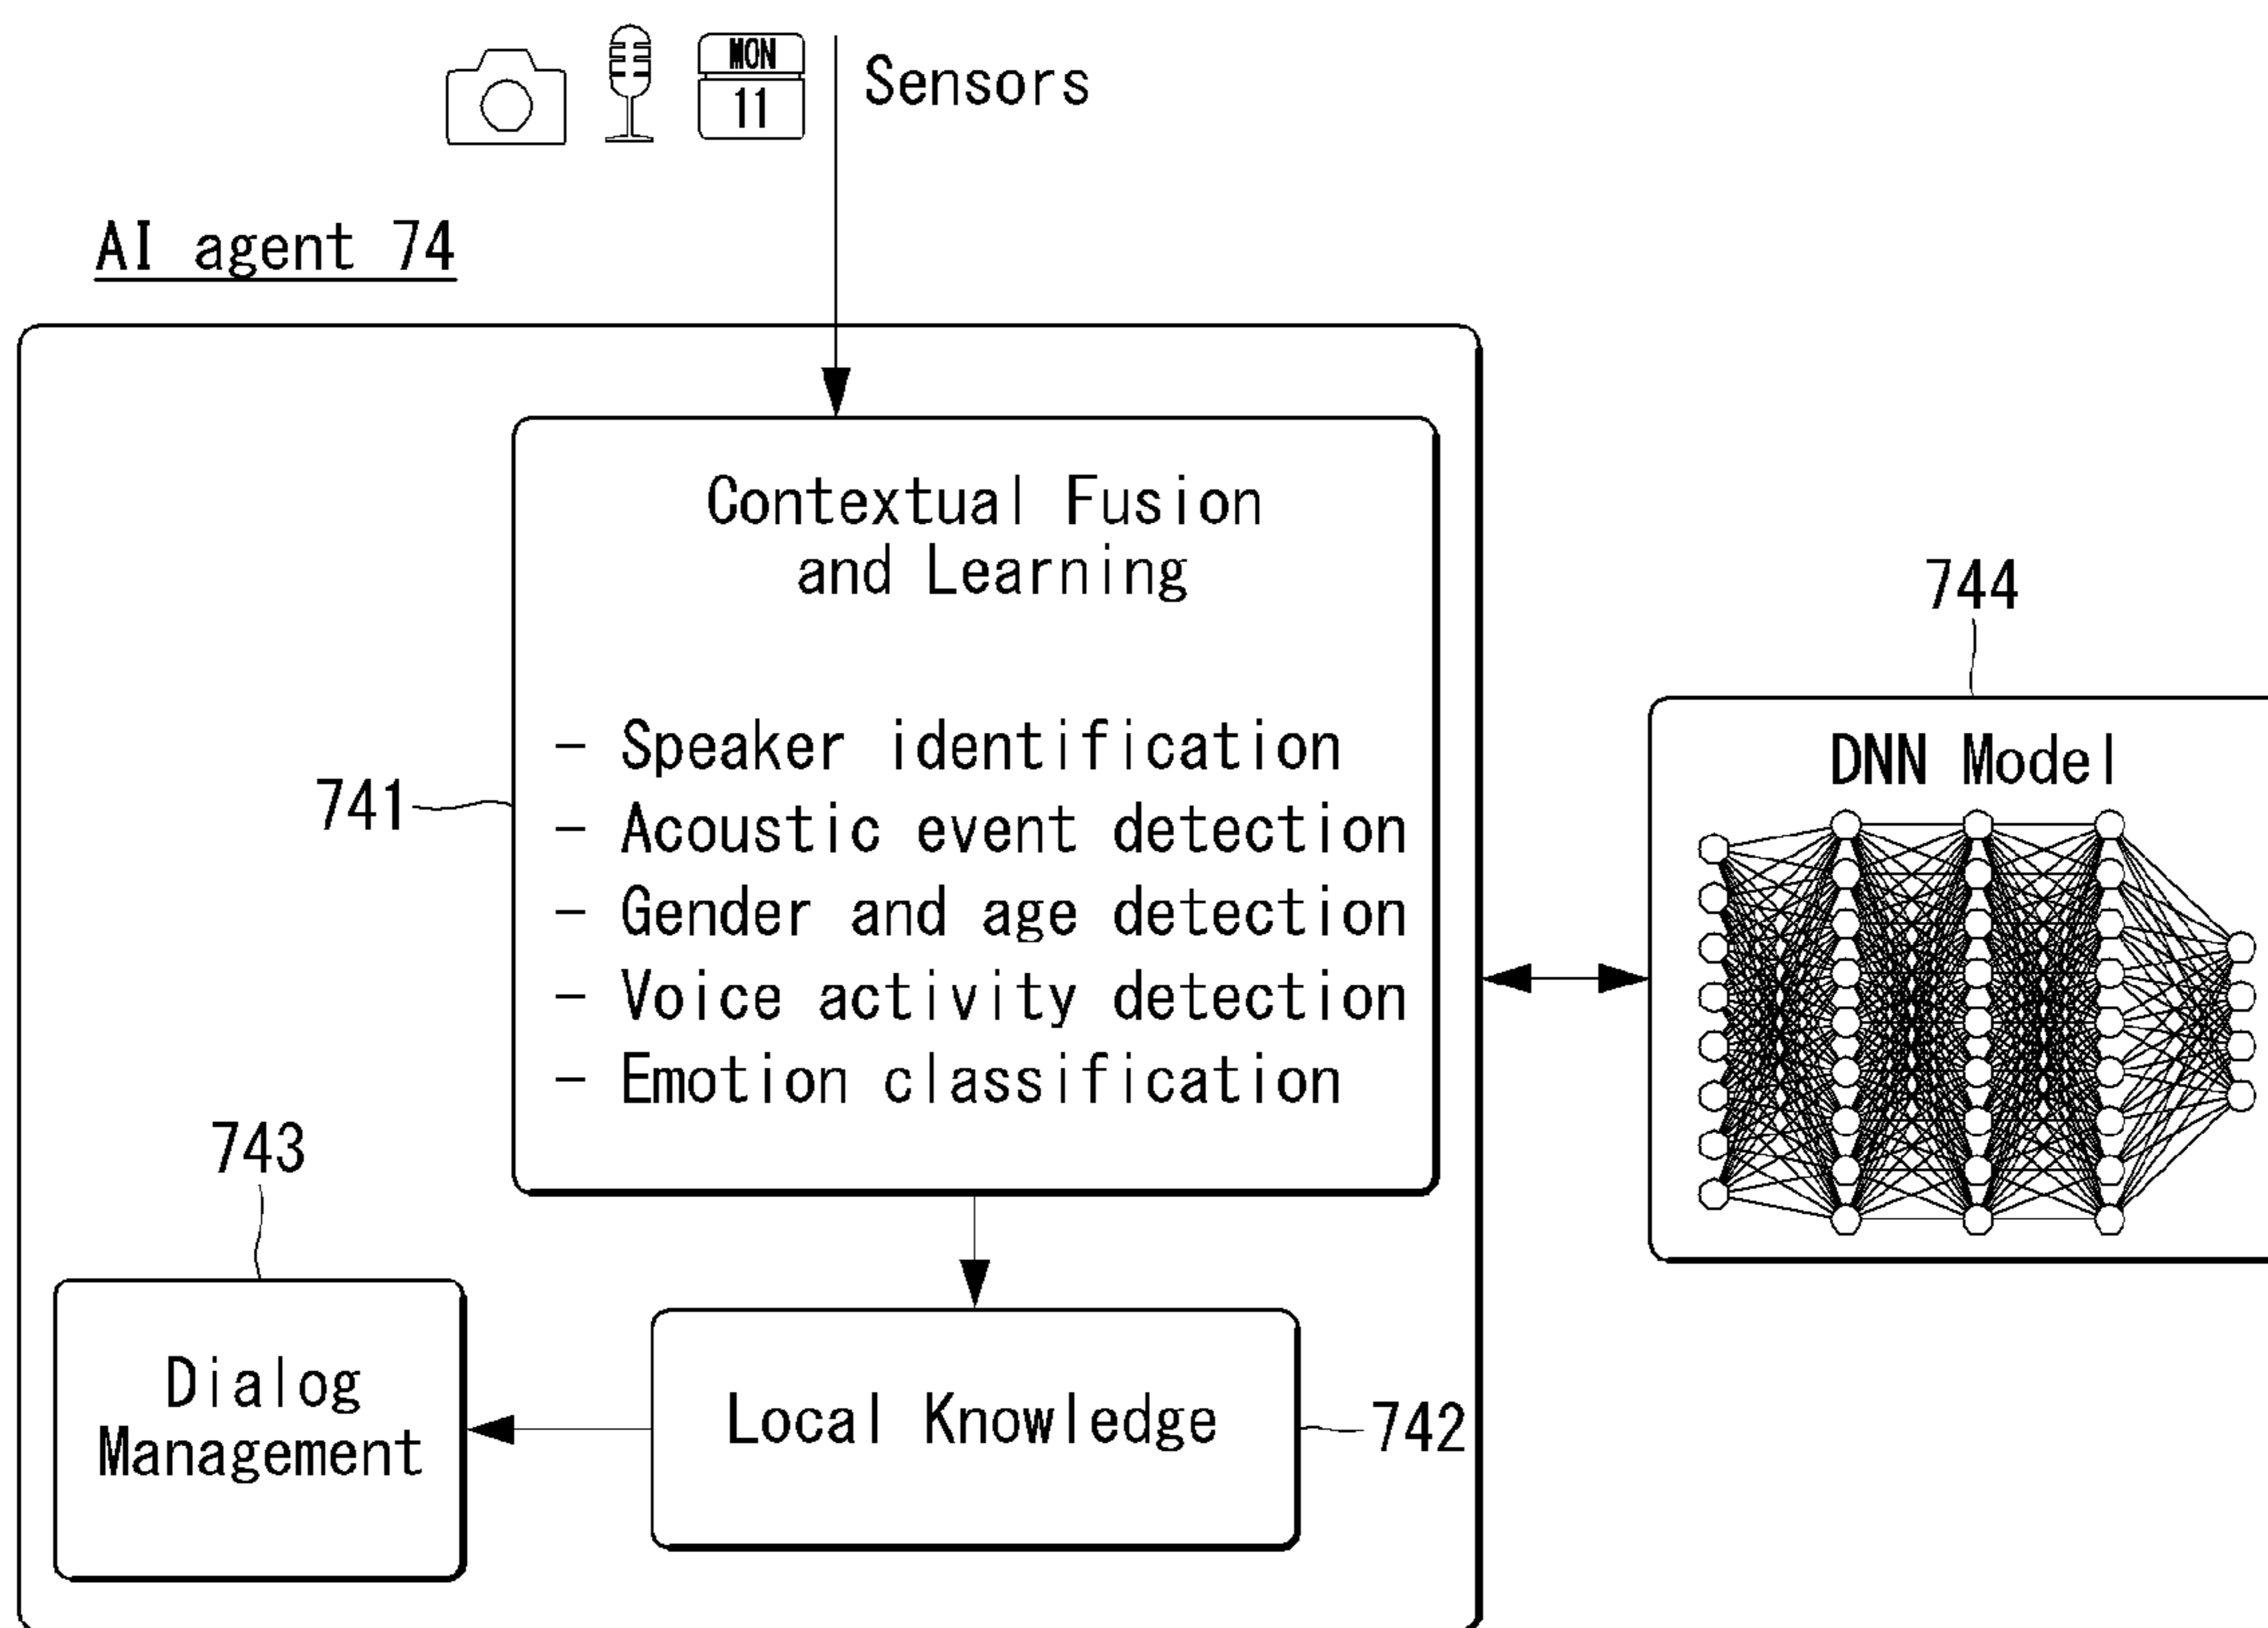 MON
11
Sensors
AI agent 74
Contextual Fusion
and Learning
- Speaker identification
- Acoustic event detection
- Gender and age detection
- Voice activity detection
- Emotion classification
741
744
DNN Model
743
Dialog
Management
Local Knowledge
742